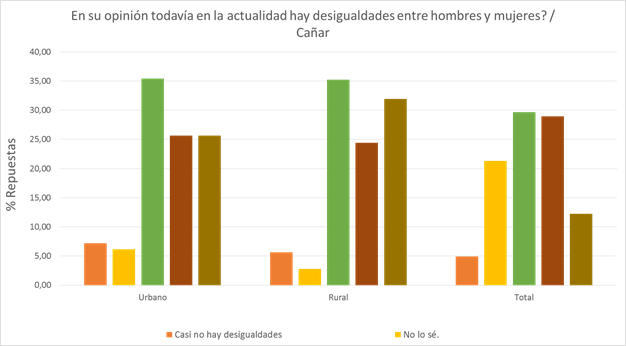 En su opinión todavía en la actualidad hay desigualdades entre hombres y mujeres? /
Cañar
40,00
35,00
30,00
25,00
20,00
15,00
10,00
5,00
0,00
% Repuestas
Urbano Rural Total
Casi no hay desigualdades No lo sé.